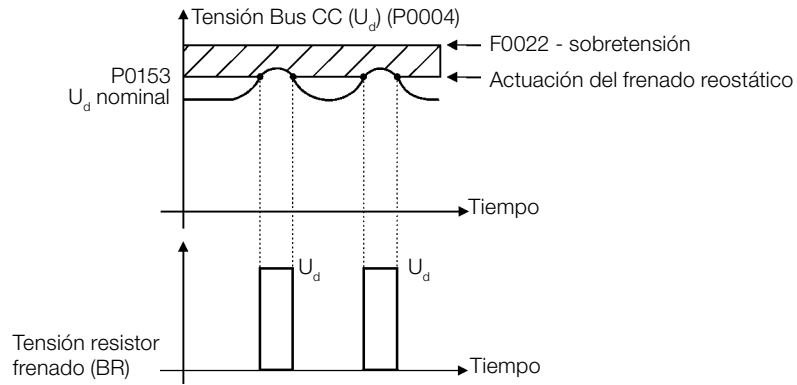 Tensión Bus CC (Ud) (P0004)
F0022 - sobretensión
P0153
Actuación del frenado reostático
Ud nominal
Tiempo
Ud
Ud
Tensión resistor
frenado (BR)
Tiempo